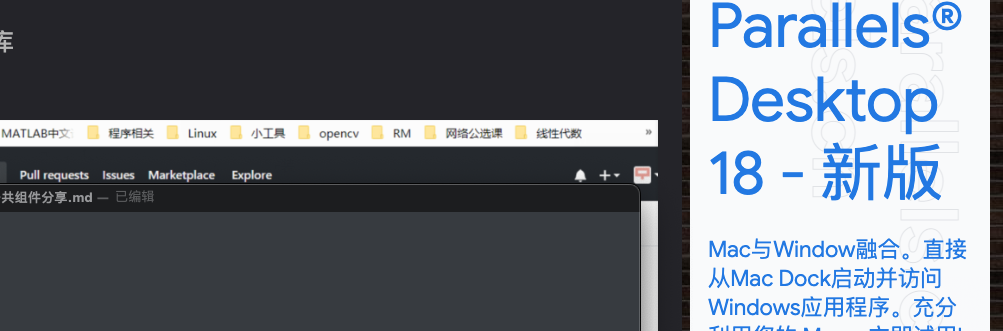 库
MATLAB中文 程序相关 Linux 小工具 opencv RM 网络公选课 线性代数 »
Pull requests Issues Marketplace Explore
共组件分享.md — 已编辑
Parallels®
Desktop
18 - 新版
Mac与Window融合。直接
从Mac Dock启动并访问
Windows应用程序。充分